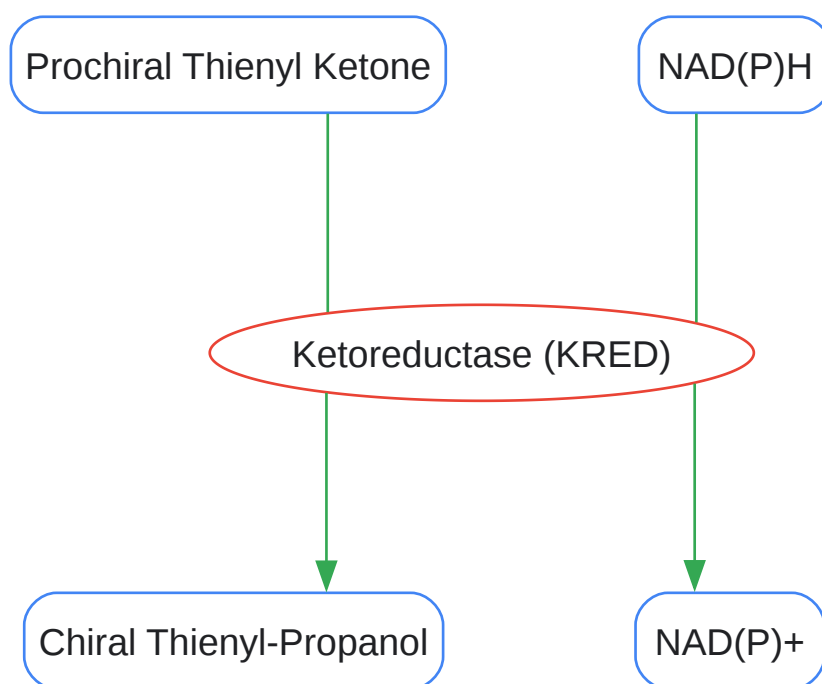 Prochiral Thienyl Ketone
NAD(P)H
Ketoreductase (KRED)
Chiral Thienyl-Propanol
NAD(P)+